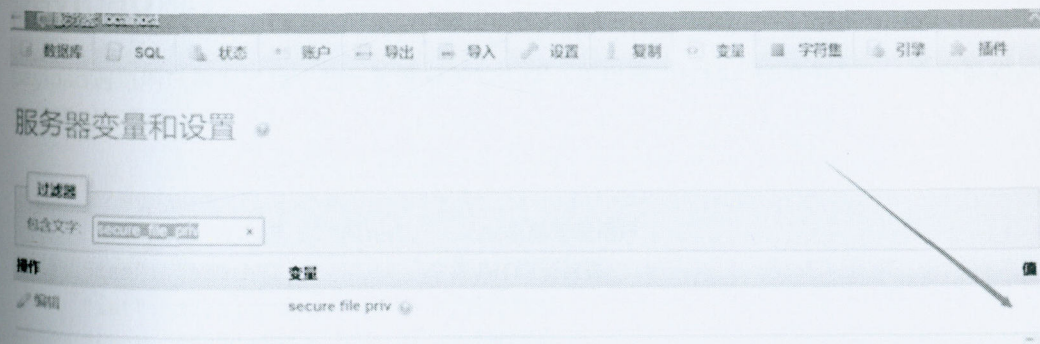 数据库 SQL 状态 账户 导出 导入 设置 复制 变量 字符集 引擎 插件
服务器变量和设置
过滤器
包含文字: secure_file_priv ×
操作 变量 值
编辑 secure file priv